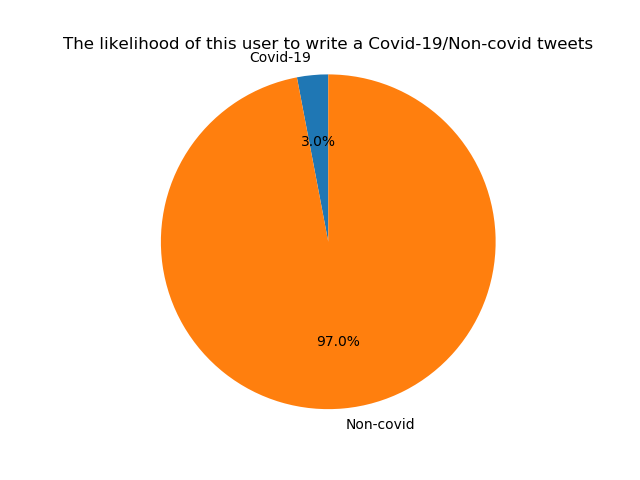 The likelihood of this user to write a Covid-19/Non-covid tweets
Covid-19
3.0%
97.0%
Non-covid